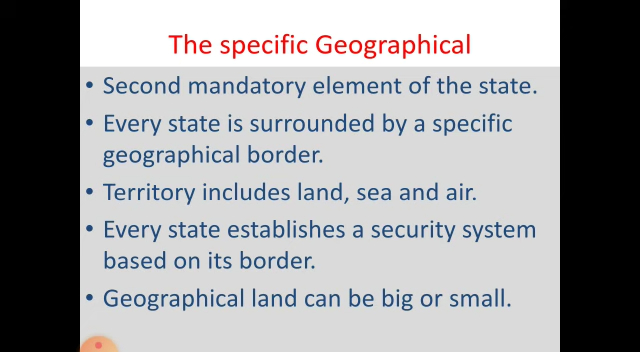 The specific Geographical
• Second mandatory element of the state.
• Every state is surrounded by a specific
geographical border.
• Territory includes land, sea and air.
• Every state establishes a security system
based on its border.
• Geographical land can be big or small.